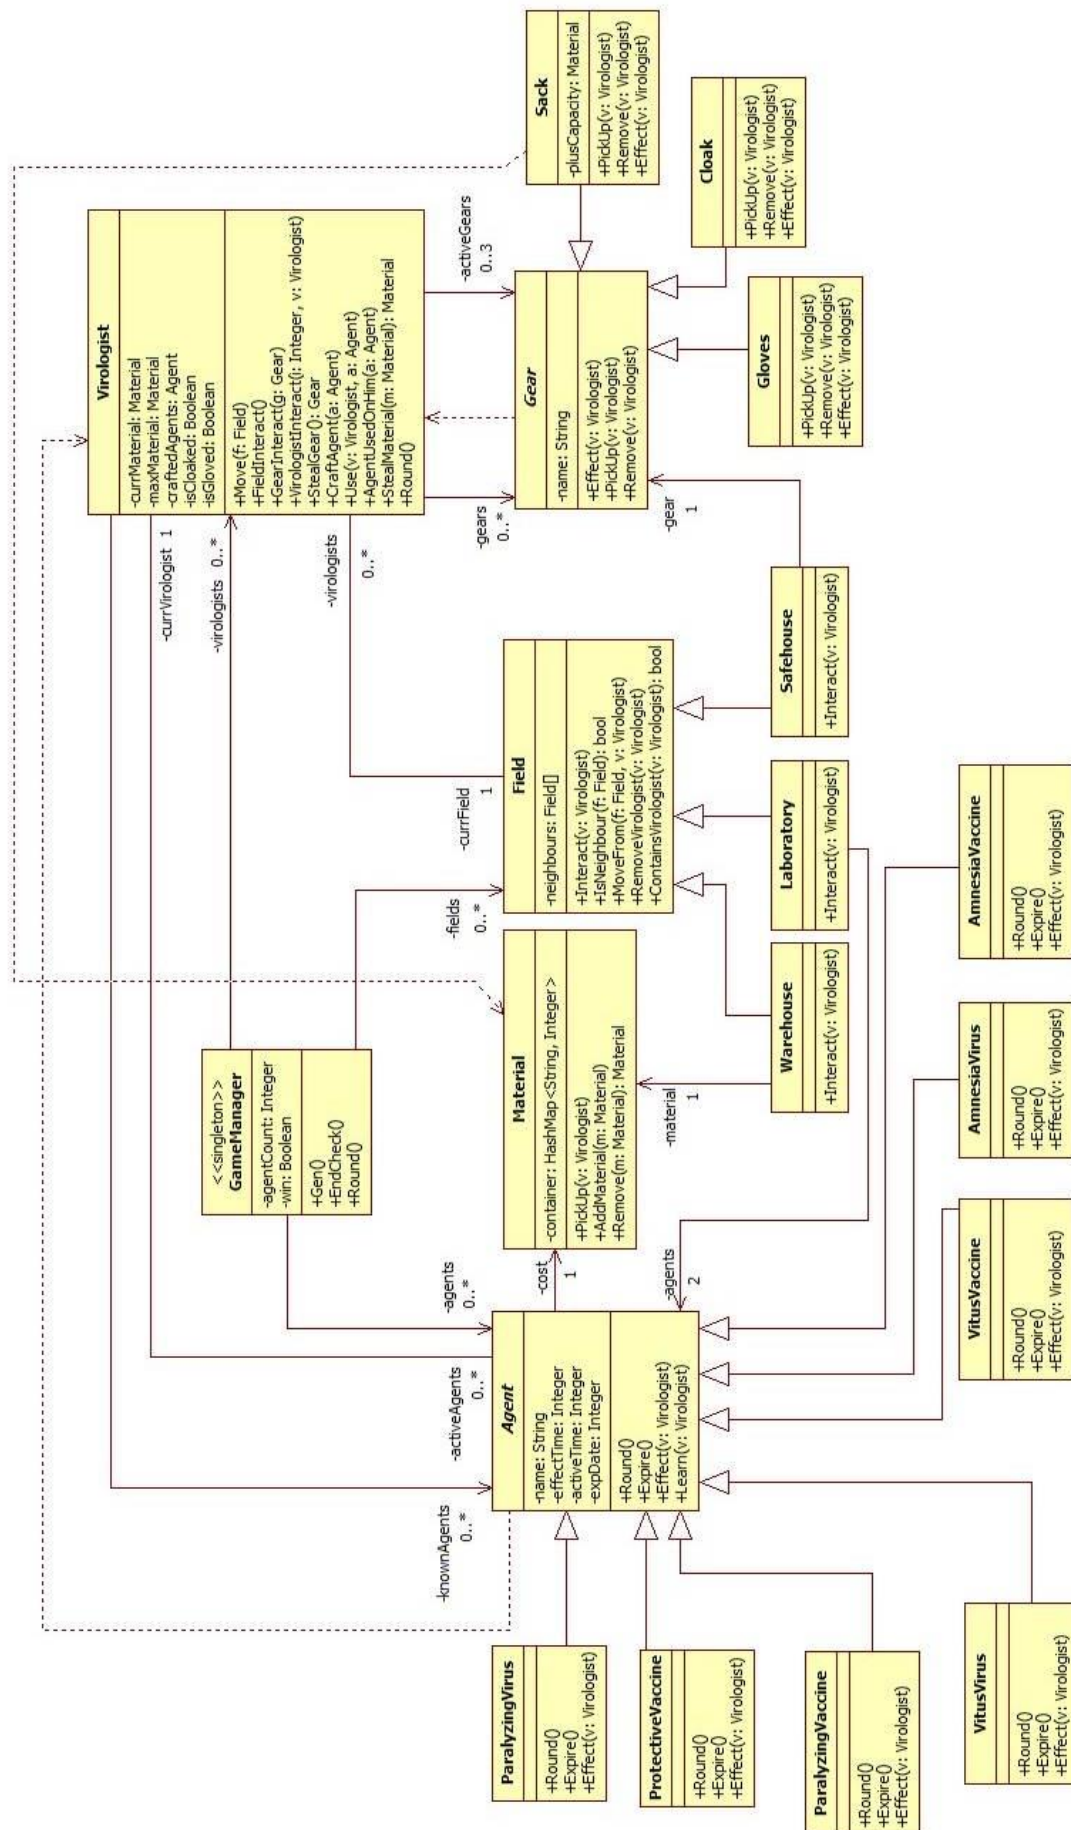 Virologist
-currMaterial: Material
-maxMaterial: Material
-craftedAgents: Agent
-isCloaked: Boolean
-isGloved: Boolean
+Move(f: Field)
+FieldInteract()
+GearInteract(g: Gear)
+VirologistInteract(i: Integer, v: Virologist)
+StealGear(): Gear
+CraftAgent(a: Agent)
+Use(v: Virologist, a: Agent)
+AgentUsedOnHim(a: Agent)
+StealMaterial(m: Material): Material
+Round()
Sack
-plusCapacity: Material
+PickUp(v: Virologist)
+Remove(v: Virologist)
+Effect(v: Virologist)
-currVirologist 1
-virologists 0..*
-virologists
0..*
-gears
0..*
-activeGears
0..3
<<singleton>>
GameManager
-agentCount: Integer
-win: Boolean
+Gen()
+EndCheck()
+Round()
-knownAgents
0..*
-activeAgents
0..*
-agents
0..*
-cost
1
-fields
0..*
-currField
1
Agent
-name: String
-effectTime: Integer
-activeTime: Integer
-expDate: Integer
+Round()
+Expire()
+Effect(v: Virologist)
+Learn(v: Virologist)
Material
-container: HashMap<String, Integer>
+PickUp(v: Virologist)
+AddMaterial(m: Material)
+Remove(m: Material): Material
Field
-neighbours: Field[]
+Interact(v: Virologist)
+IsNeighbour(f: Field): bool
+MoveFrom(f: Field, v: Virologist)
+RemoveVirologist(v: Virologist)
+ContainsVirologist(v: Virologist): bool
Gear
-name: String
+Effect(v: Virologist)
+PickUp(v: Virologist)
+Remove(v: Virologist)
Cloak
+PickUp(v: Virologist)
+Remove(v: Virologist)
+Effect(v: Virologist)
Gloves
+PickUp(v: Virologist)
+Remove(v: Virologist)
+Effect(v: Virologist)
-agents
2
-material
1
-gear
1
ParalyzingVirus
+Round()
+Expire()
+Effect(v: Virologist)
ProtectiveVaccine
+Round()
+Expire()
+Effect(v: Virologist)
ParalyzingVaccine
+Round()
+Expire()
+Effect(v: Virologist)
Warehouse
+Interact(v: Virologist)
Laboratory
+Interact(v: Virologist)
Safehouse
+Interact(v: Virologist)
VitusVirus
+Round()
+Expire()
+Effect(v: Virologist)
VitusVaccine
+Round()
+Expire()
+Effect(v: Virologist)
AmnesiaVirus
+Round()
+Expire()
+Effect(v: Virologist)
AmnesiaVaccine
+Round()
+Expire()
+Effect(v: Virologist)